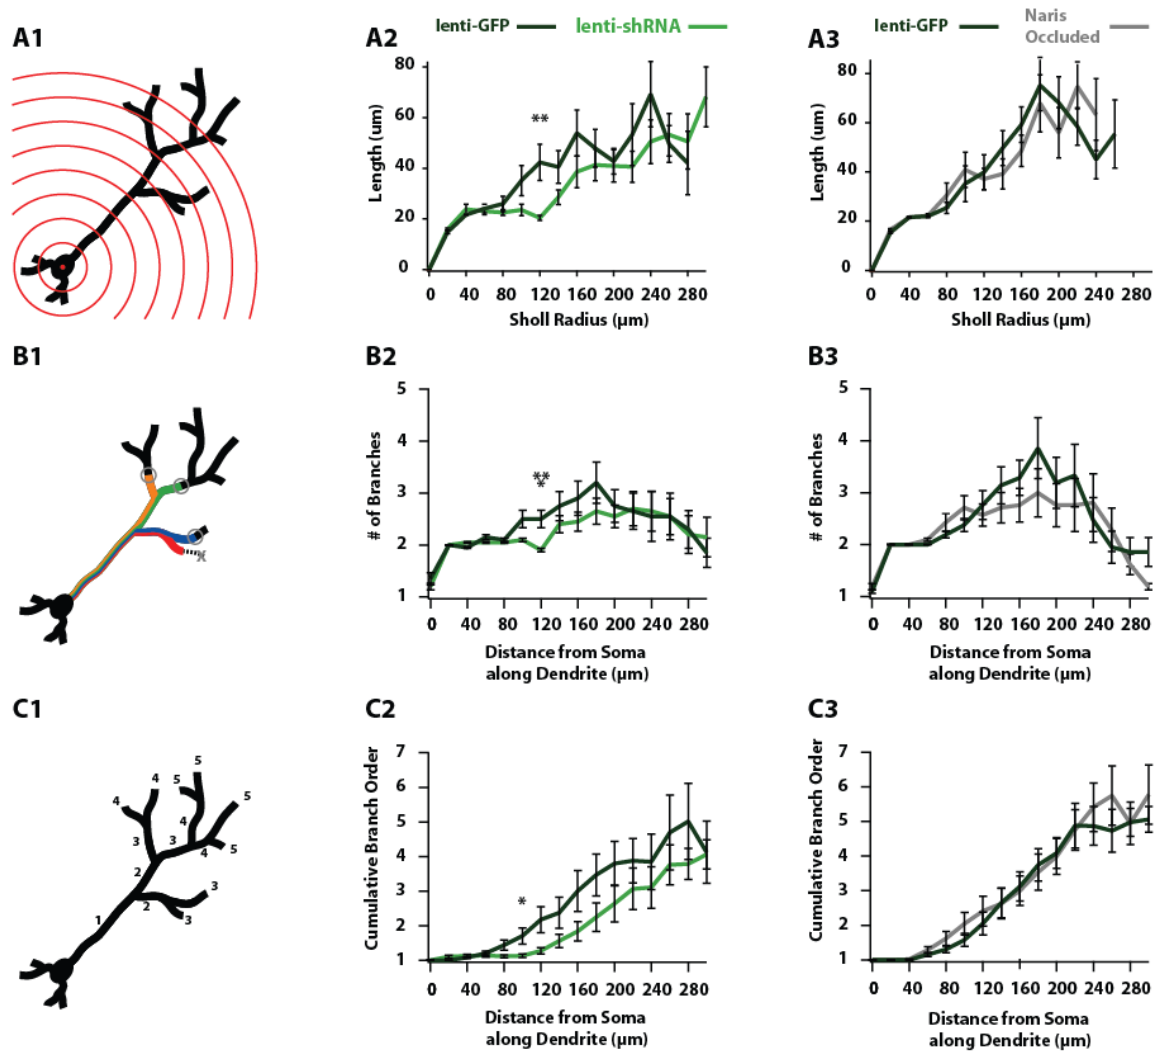 A1
A2
lenti-GFP
lenti-shRNA
A3
lenti-GFP
Naris
Occluded
Length (um)
80
60
40
20
0
0 40 80 120 160 200 240 280
Sholl Radius (µm)
**
Length (um)
80
60
40
20
0
0 40 80 120 160 200 240 280
Sholl Radius (µm)
B1
X
B2
# of Branches
5
4
3
2
1
0 40 80 120 160 200 240 280
Distance from Soma
along Dendrite (µm)
**
*
B3
# of Branches
5
4
3
2
1
0 40 80 120 160 200 240 280
Distance from Soma
along Dendrite (µm)
C1
5
4 5 5
4
4
3 3 4 5
2
3
2
1 3
C2
Cumulative Branch Order
7
6
5
4
3
2
1
0 40 80 120 160 200 240 280
Distance from Soma
along Dendrite (µm)
*
C3
Cumulative Branch Order
7
6
5
4
3
2
1
0 40 80 120 160 200 240 280
Distance from Soma
along Dendrite (µm)